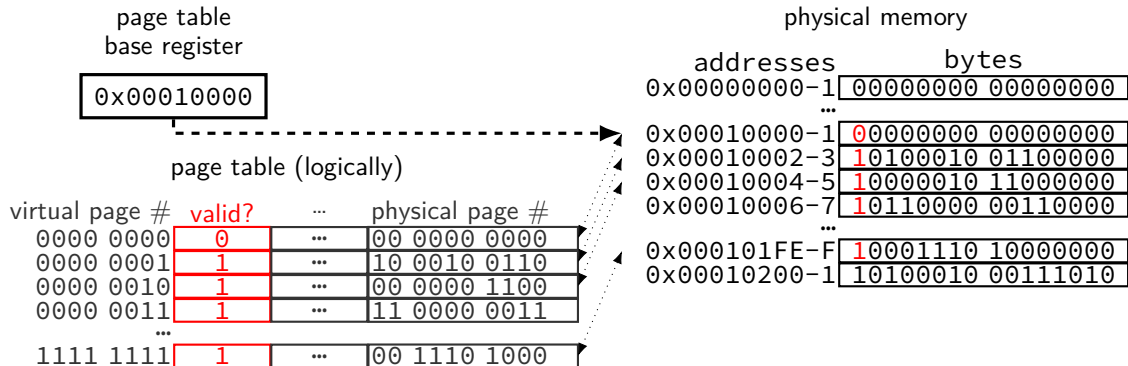 page table
base register
0x00010000
physical memory
addresses bytes
0x00000000-1 00000000 00000000
...
0x00010000-1 00000000 00000000
0x00010002-3 10100010 01100000
0x00010004-5 10000010 11000000
0x00010006-7 10110000 00110000
...
0x000101FE-F 10001110 10000000
0x00010200-1 10100010 00111010
page table (logically)
virtual page # valid? ... physical page #
0000 0000 0 ... 00 0000 0000
0000 0001 1 ... 10 0010 0110
0000 0010 1 ... 00 0000 1100
0000 0011 1 ... 11 0000 0011
...
1111 1111 1 ... 00 1110 1000